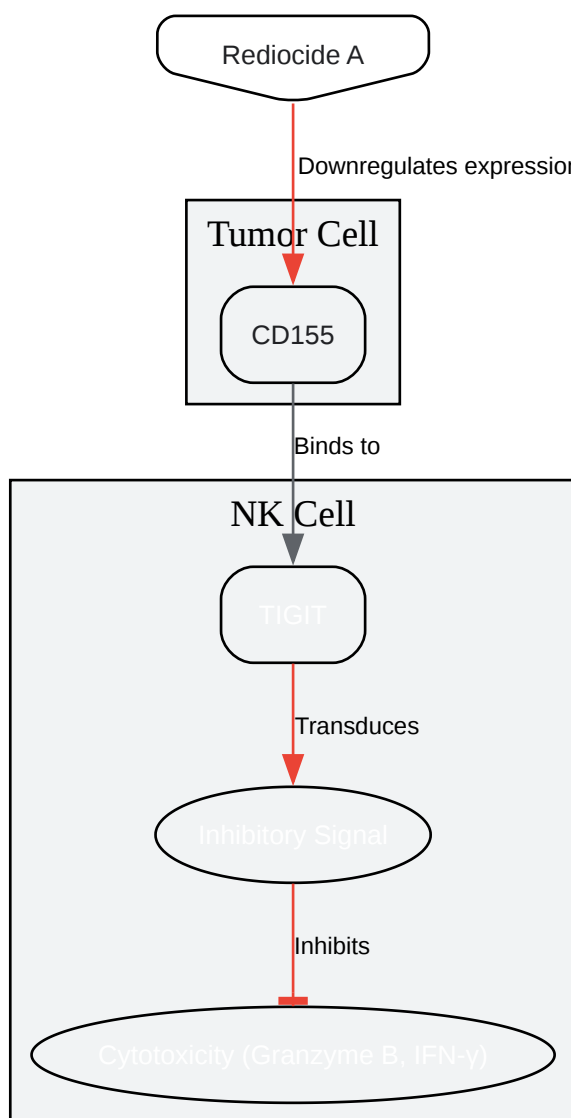 Rediocide A
Downregulates expression
Tumor Cell
CD155
Binds to
NK Cell
TIGIT
Transduces
Inhibitory Signal
Inhibits
Cytotoxicity (Granzyme B, IFN-γ)